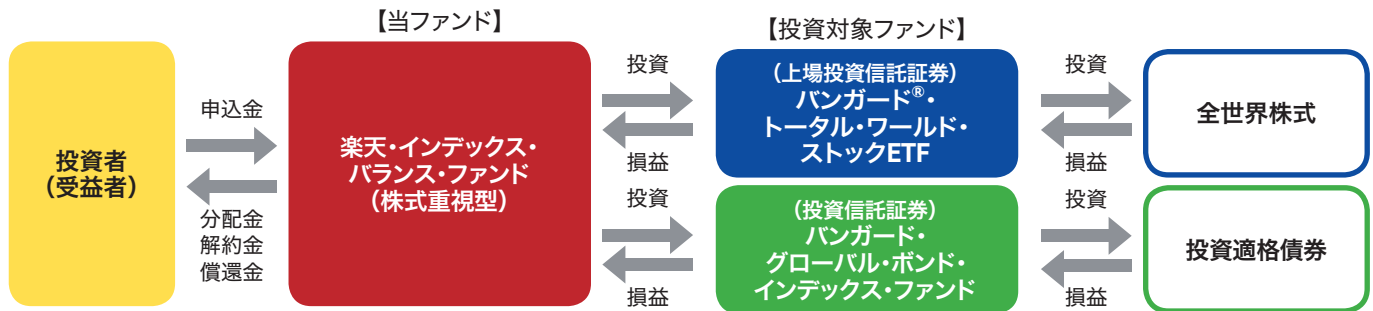 【当ファンド】
【投資対象ファンド】
投資者
(受益者)
申込金
分配金
解約金
償還金
楽天・インデックス・
バランス・ファンド
(株式重視型)
投資
損益
投資
損益
(上場投資信託証券)
バンガード®・
トータル・ワールド・
ストックETF
(投資信託証券)
バンガード・
グローバル・ボンド・
インデックス・ファンド
投資
損益
投資
損益
全世界株式
投資適格債券